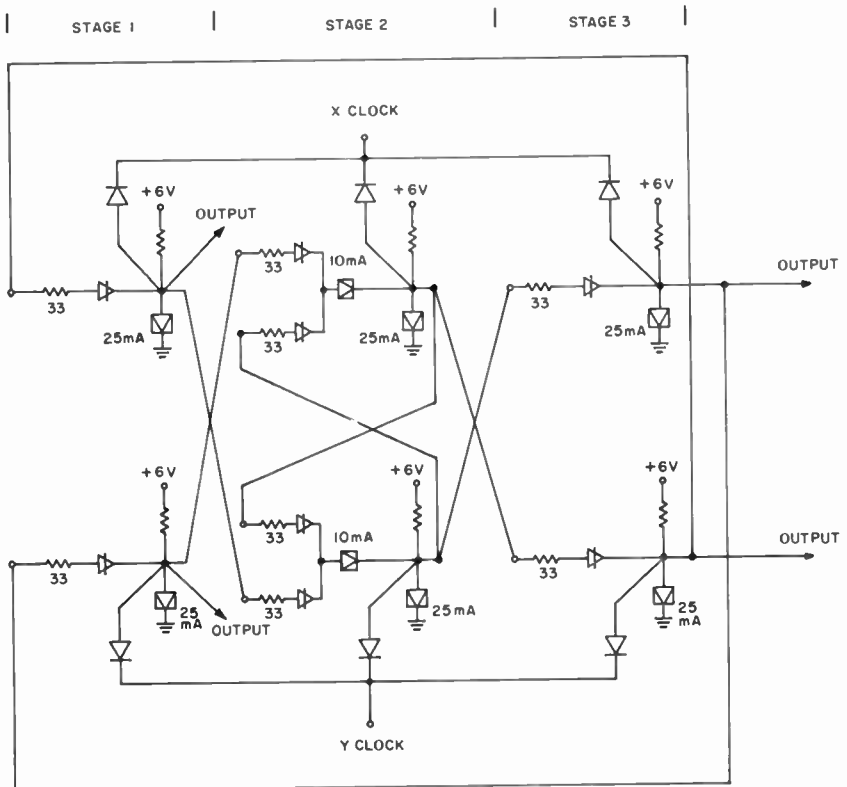 STAGE 1 STAGE 2 STAGE 3
X CLOCK
+6V +6V +6V
OUTPUT
10mA
33
OUTPUT
33 33
33
25mA 25mA 25mA
+6V +6V +6V
10mA
33
OUTPUT
33 33
33
25 mA
25mA
25 mA
OUTPUT
Y CLOCK